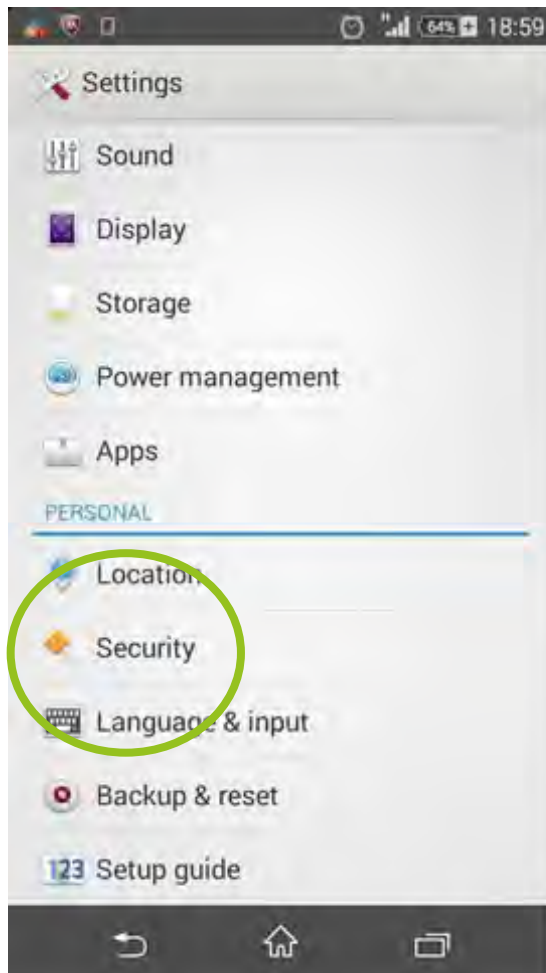 64% 18:59
Settings
Sound
Display
Storage
Power management
Apps
PERSONAL
Location
Security
Language & input
Backup & reset
123 Setup guide